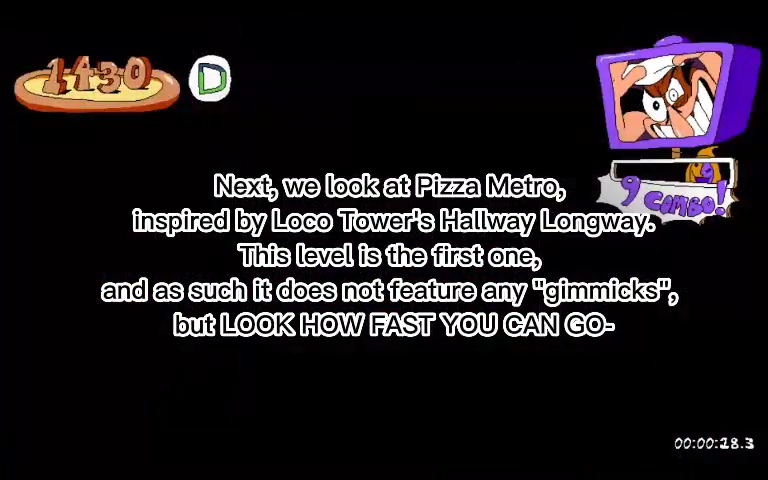 1430
D
9 COMBO!
Next, we look at Pizza Metro,
inspired by Loco Tower's Hallway Longway.
This level is the first one,
and as such it does not feature any "gimmicks",
but LOOK HOW FAST YOU CAN GO-
00:00:28.3